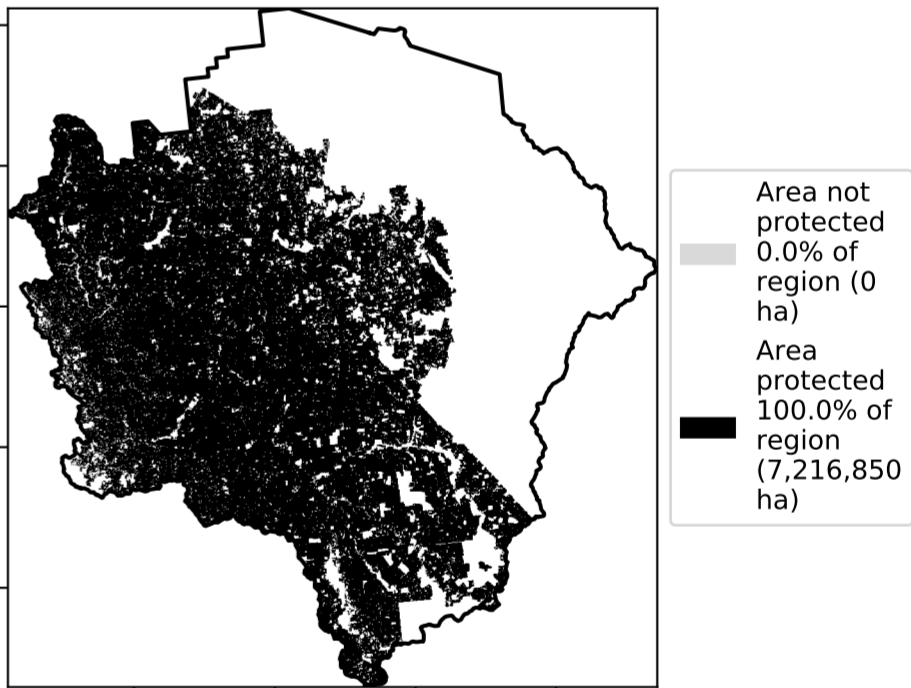 Area not
protected
0.0% of
region (0
ha)
Area
protected
100.0% of
region
(7,216,850
ha)